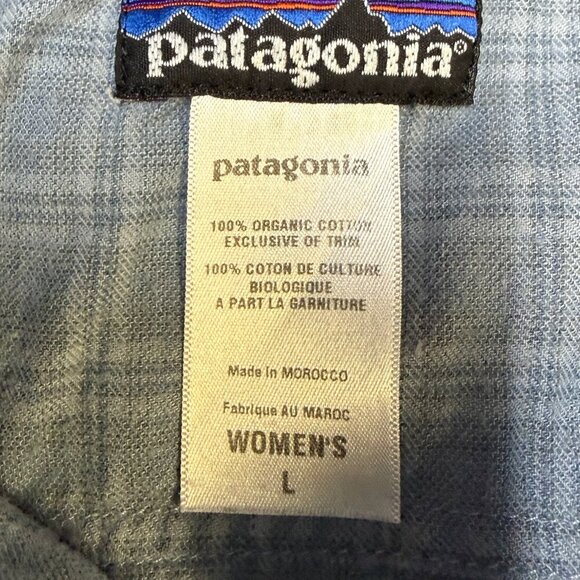 patagonia®
patagonia
100% ORGANIC COTTON
EXCLUSIVE OF TRIM
100% COTON DE CULTURE
BIOLOGIQUE
A PART LA GARNITURE
Made in MOROCCO
Fabrique AU MAROC
WOMEN'S
L